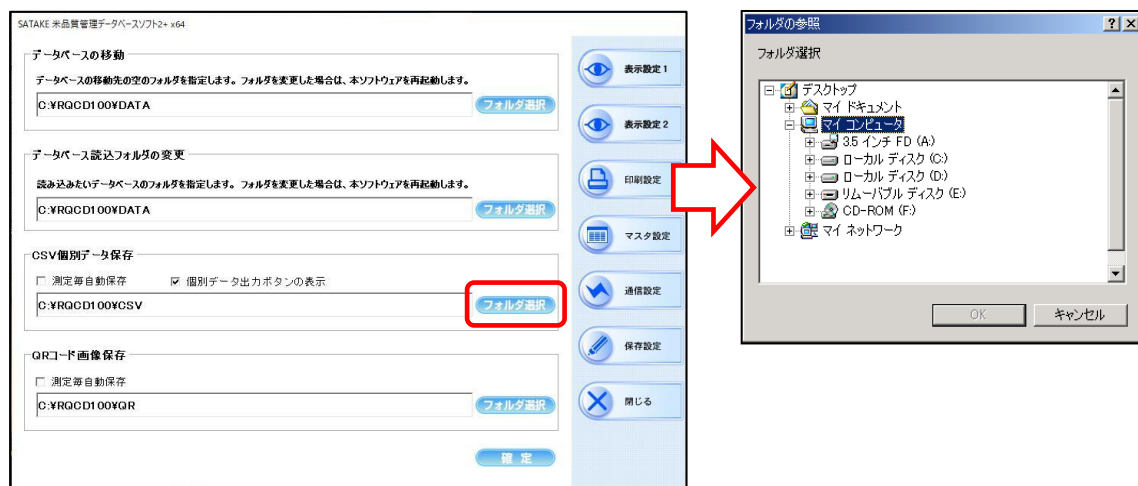 SATAKE 米品質管理データベースソフト2+ x64
データベースの移動
データベースの移動先の空のフォルダを指定します。フォルダを変更した場合は、本ソフトウェアを再起動します。
C:¥RQCD100¥DATA
フォルダ選択
データベース読込フォルダの変更
読み込みたいデータベースのフォルダを指定します。フォルダを変更した場合は、本ソフトウェアを再起動します。
C:¥RQCD100¥DATA
フォルダ選択
CSV個別データ保存
測定毎自動保存
個別データ出力ボタンの表示
C:¥RQCD100¥CSV
フォルダ選択
QRコード画像保存
測定毎自動保存
C:¥RQCD100¥QR
フォルダ選択
確定
表示設定1
表示設定2
印刷設定
マスタ設定
通信設定
保存設定
閉じる
フォルダの参照
フォルダ選択
デスクトップ
マイ ドキュメント
マイ コンピュータ
3.5 インチ FD (A:)
ローカル ディスク (C:)
ローカル ディスク (D:)
リムーバブル ディスク (E:)
CD-ROM (F:)
マイ ネットワーク
OK
キャンセル